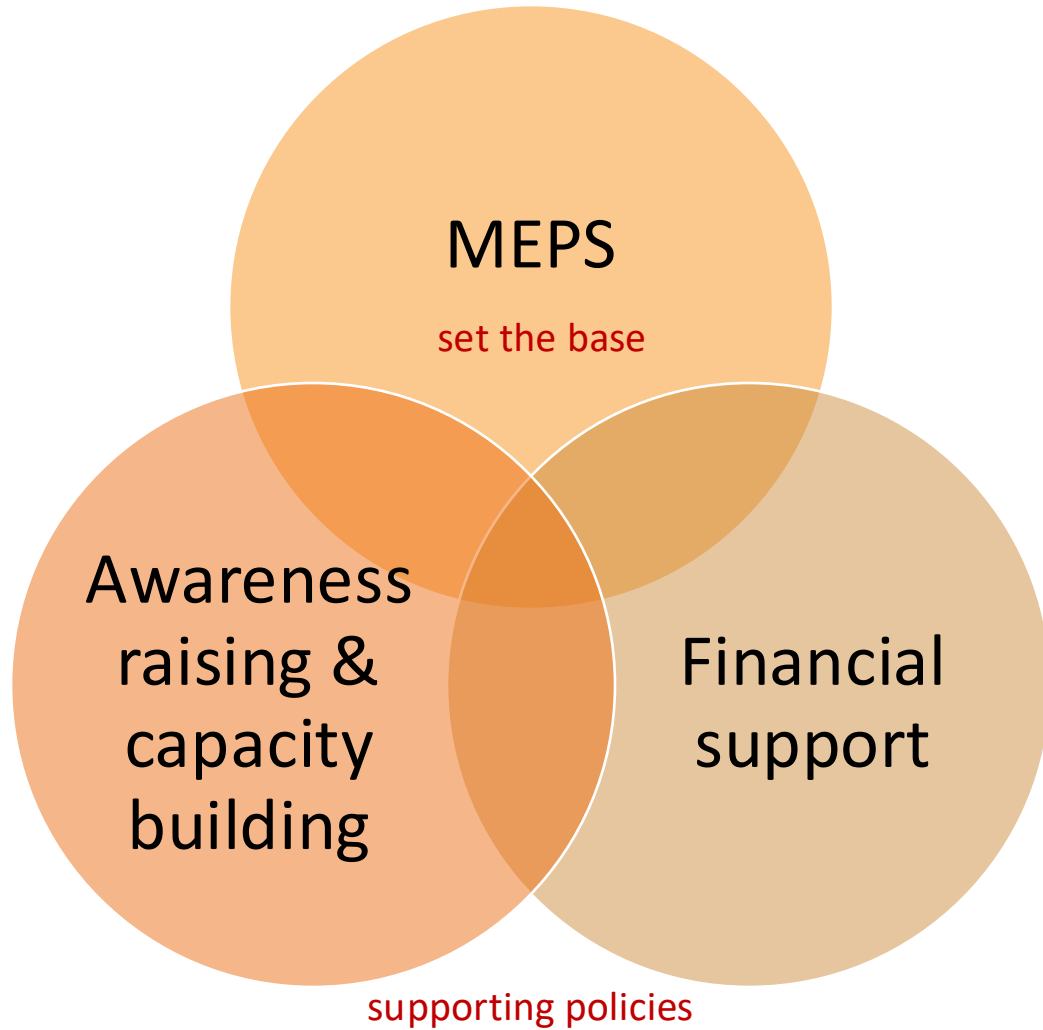 MEPS
set the base
Awareness
raising &
capacity
building
Financial
support
supporting policies